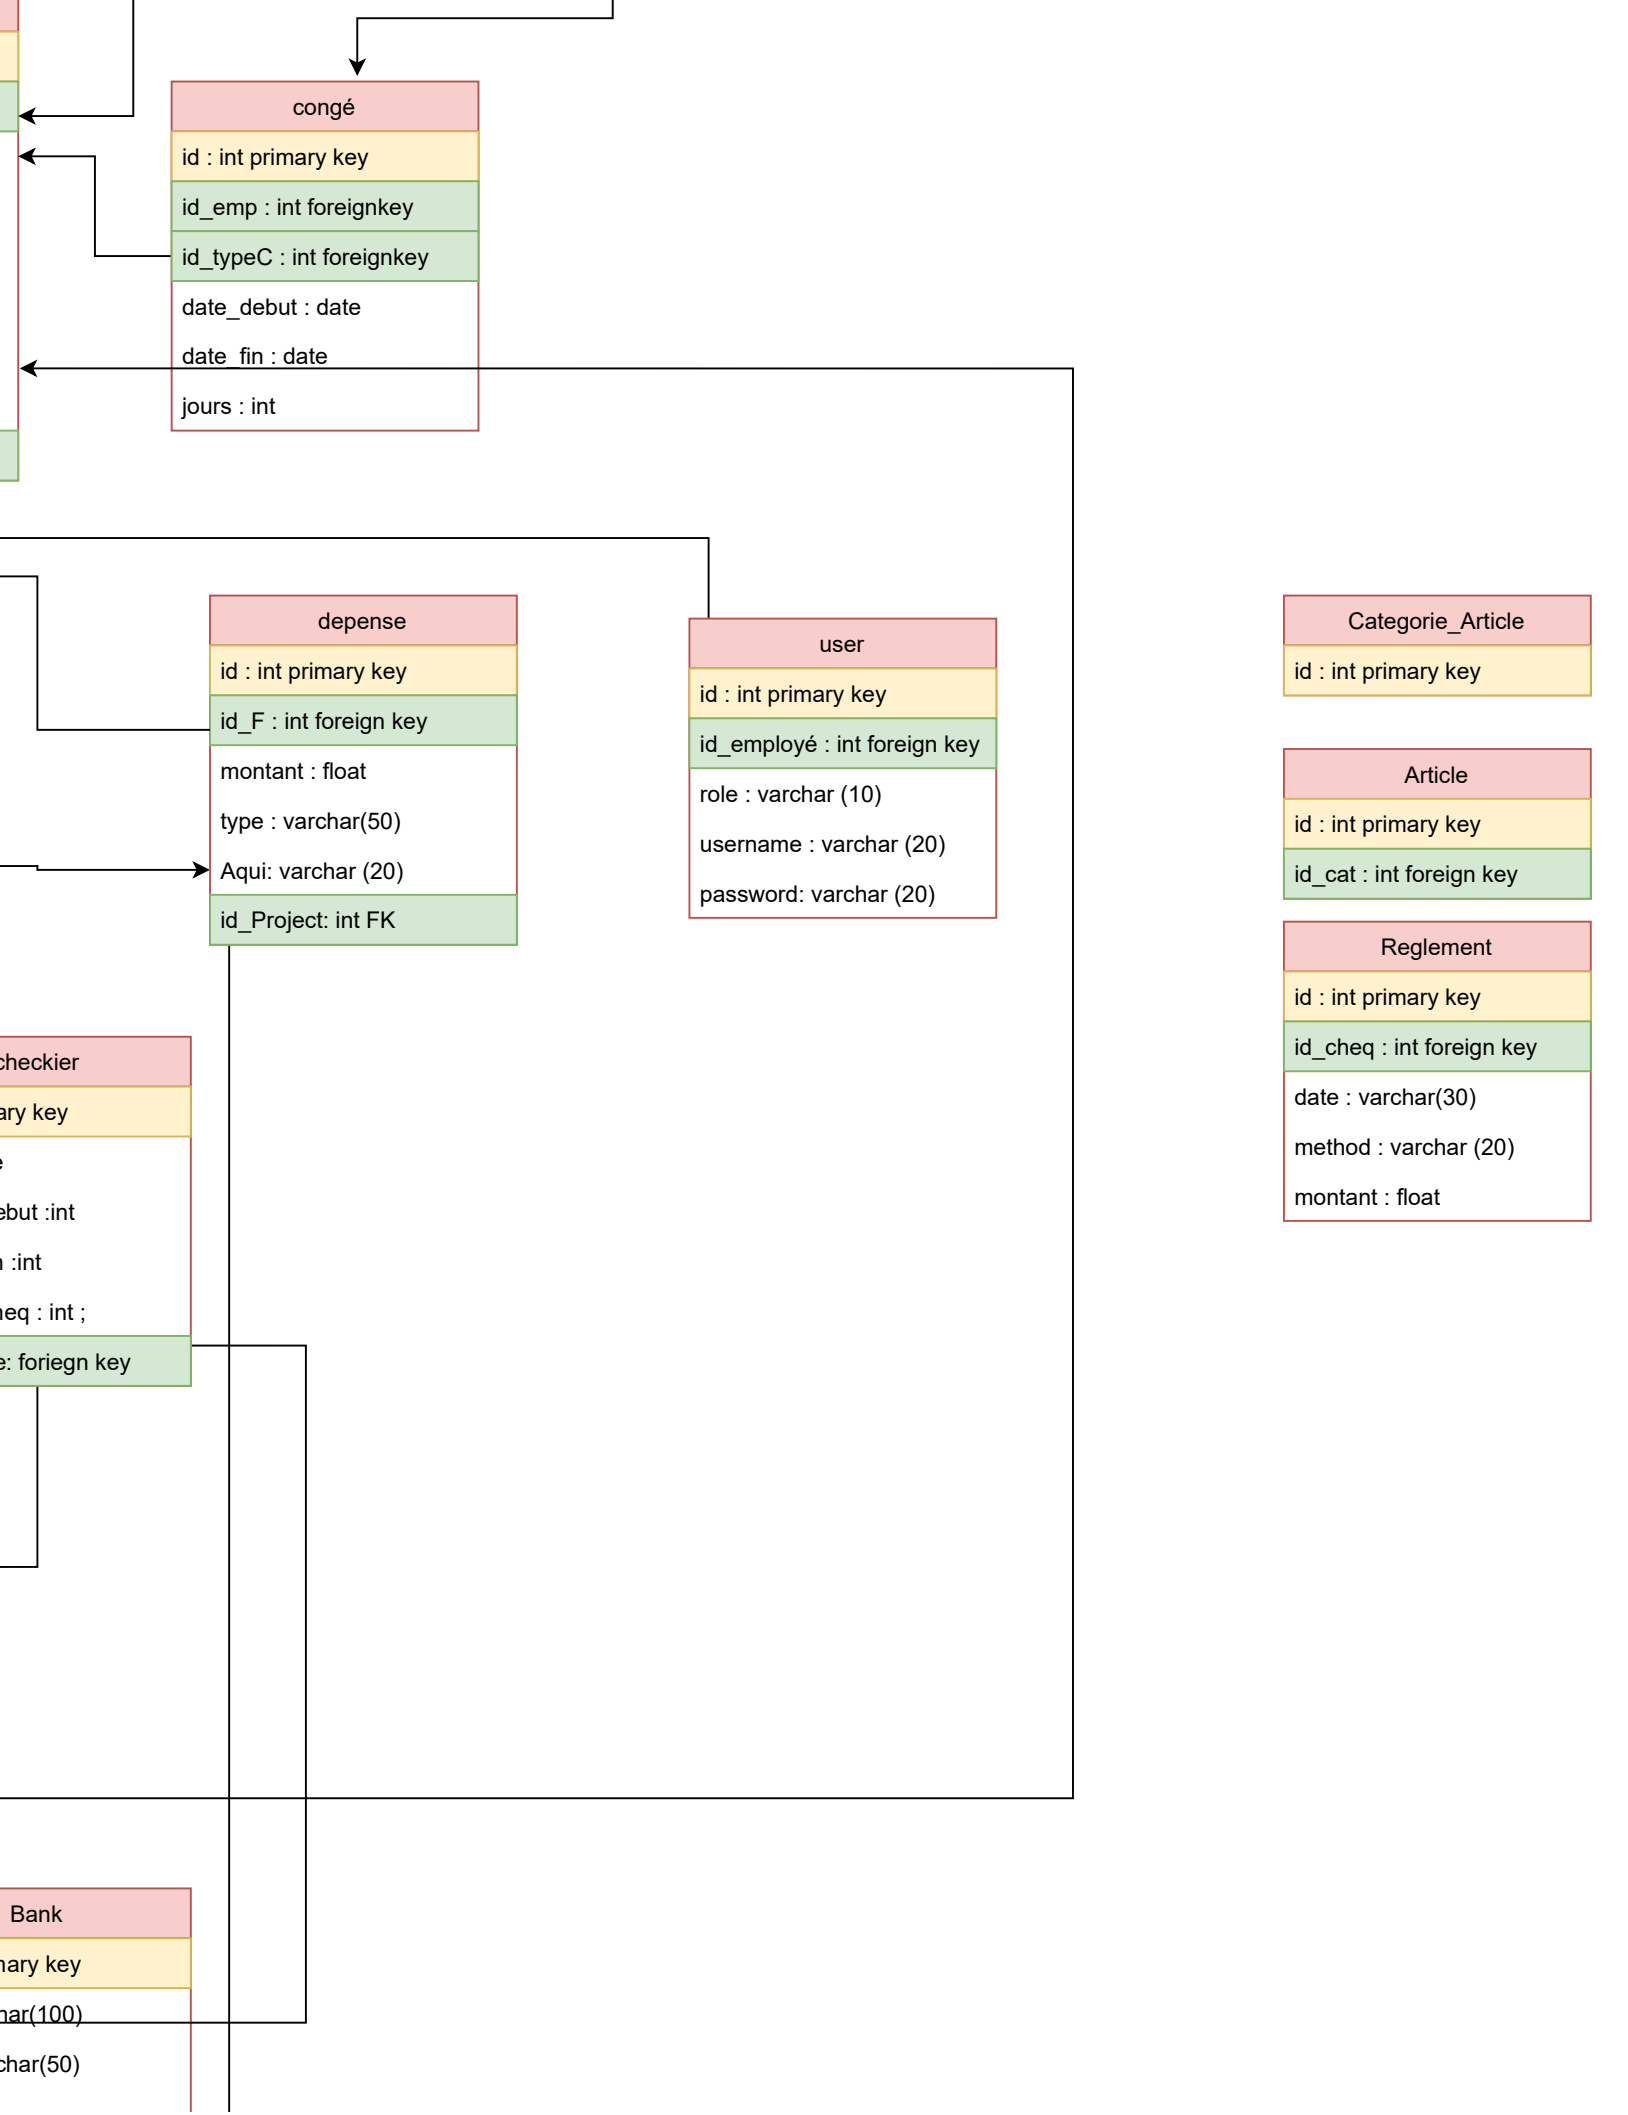 congé
id : int primary key
id_emp : int foreignkey
id_typeC : int foreignkey
date_debut : date
date_fin : date
jours : int
depense
id : int primary key
id_F : int foreign key
montant : float
type : varchar(50)
Aqui: varchar (20)
id_Project: int FK
user
id : int primary key
id_employé : int foreign key
role : varchar (10)
username : varchar (20)
password: varchar (20)
Categorie_Article
id : int primary key
Article
id : int primary key
id_cat : int foreign key
Reglement
id : int primary key
id_cheq : int foreign key
date : varchar(30)
method : varchar (20)
montant : float
checkier
ary key
e
ebut :int
:int
eq : int ;
e: foriegn key
Bank
ary key
har(100)
char(50)